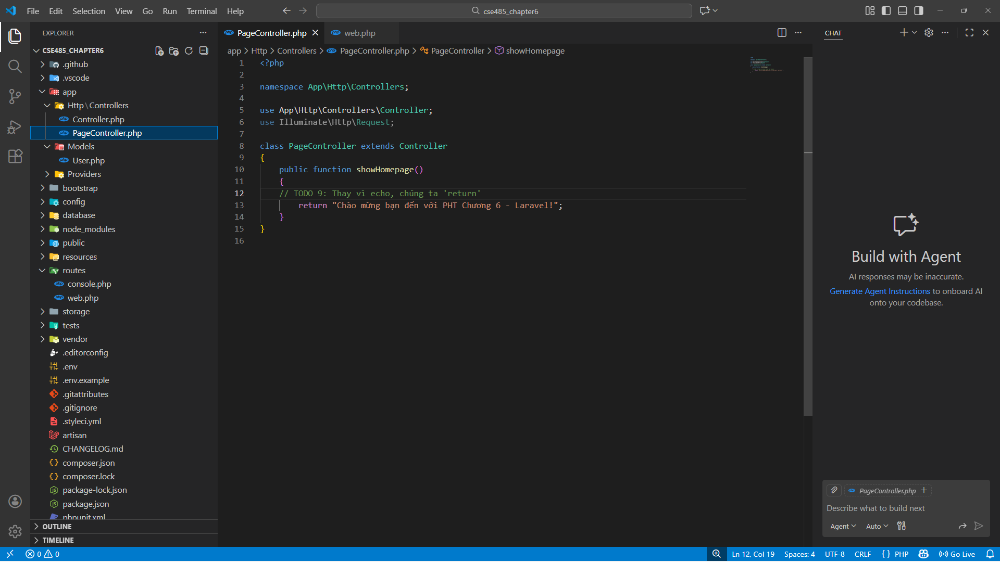 File Edit Selection View Go Run Terminal Help
cse485_chapter6
EXPLORER
CSE485_CHAPTER6
.github
.vscode
app
Http\Controllers
Controller.php
PageController.php
Models
User.php
Providers
bootstrap
config
database
node_modules
public
resources
routes
console.php
web.php
storage
tests
vendor
.editorconfig
.env
.env.example
.gitattributes
.gitignore
.styleci.yml
artisan
CHANGELOG.md
composer.json
composer.lock
package-lock.json
package.json
phpunit.xml
OUTLINE
TIMELINE
PageController.php web.php
app > Http > Controllers > PageController.php > PageController > showHomepage
1 <?php
2
3 namespace App\Http\Controllers;
4
5 use App\Http\Controllers\Controller;
6 use Illuminate\Http\Request;
7
8 class PageController extends Controller
9 {
10 public function showHomepage()
11 {
12 // TODO 9: Thay vì echo, chúng ta 'return'
13 return "Chào mừng bạn đến với PHT Chương 6 - Laravel!";
14 }
15 }
16
CHAT
Build with Agent
AI responses may be inaccurate.
Generate Agent Instructions to onboard AI
onto your codebase.
PageController.php
Describe what to build next
Agent Auto
0 0
Ln 12, Col 19 Spaces: 4 UTF-8 CRLF {} PHP Go Live